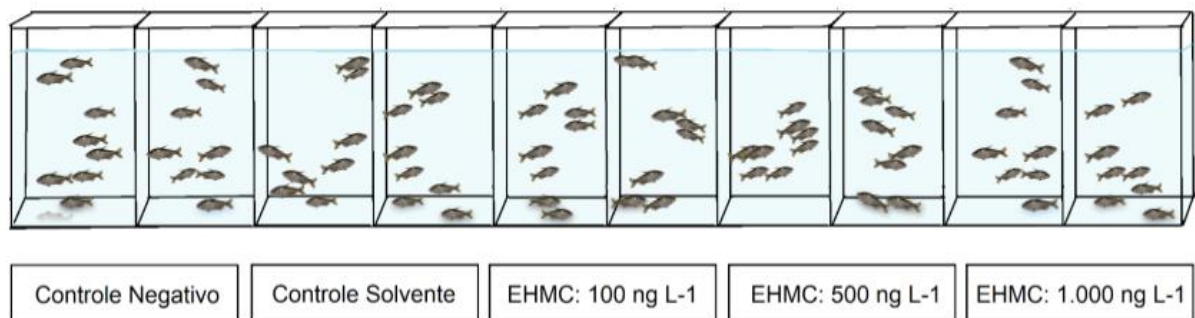 Controle Negativo
Controle Solvente
EHMC: 100 ng L-1
EHMC: 500 ng L-1
EHMC: 1.000 ng L-1